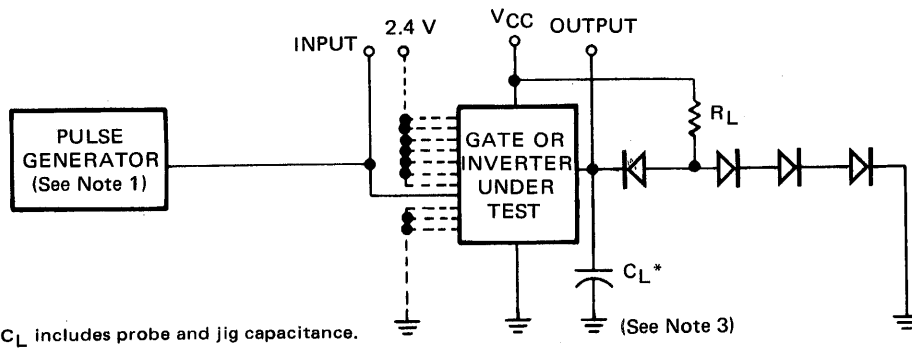 INPUT
2.4 V
VCC
OUTPUT
PULSE
GENERATOR
(See Note 1)
GATE OR
INVERTER
UNDER
TEST
RL
CL*
(See Note 3)
CL includes probe and jig capacitance.